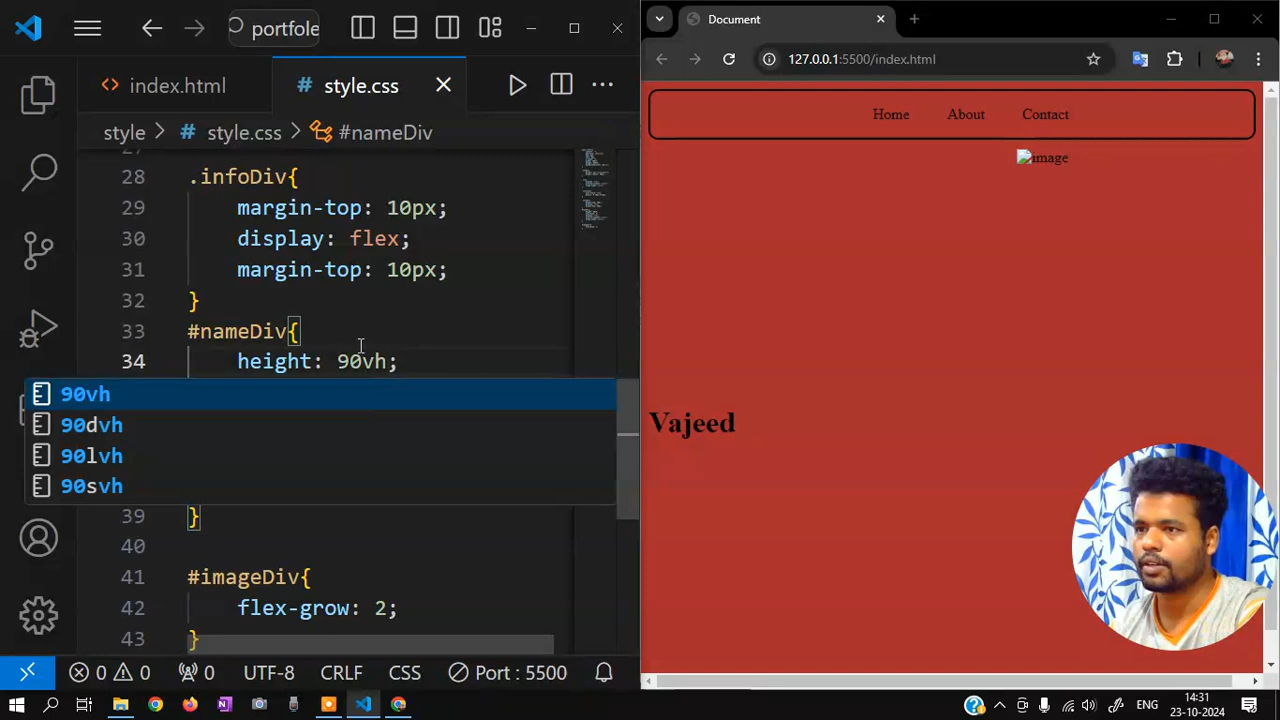 portfole
index.html
# style.css
style > # style.css > #nameDiv
27
28 .infoDiv{
29 margin-top: 10px;
30 display: flex;
31 margin-top: 10px;
32 }
33 #nameDiv{
34 height: 90vh;
90vh
90dvh
90lvh
90svh
39 }
40
41 #imageDiv{
42 flex-grow: 2;
43 }
0 0 0 UTF-8 CRLF CSS Port : 5500
Document
127.0.0.1:5500/index.html
Home About Contact
image
Vajeed
ENG
14:31
23-10-2024